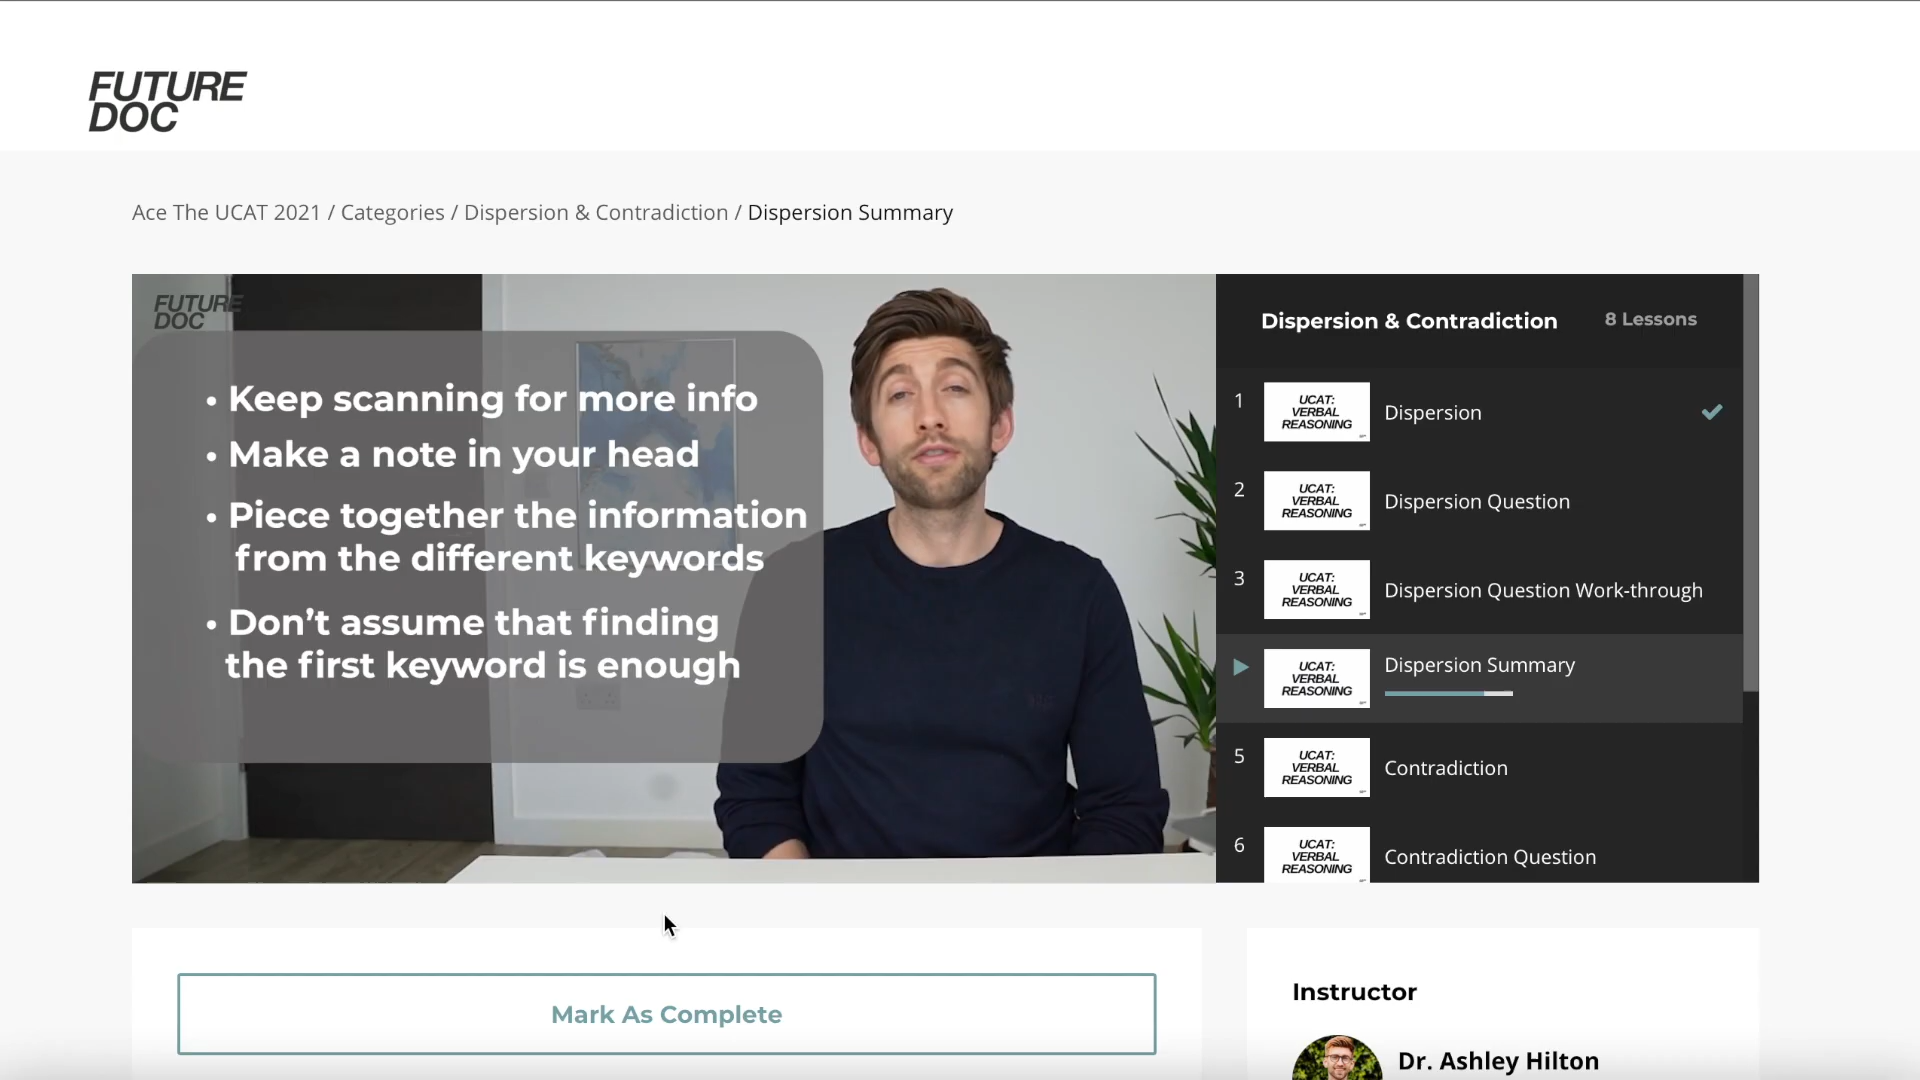 FUTURE
DOC
Ace The UCAT 2021 / Categories / Dispersion & Contradiction / Dispersion Summary
FUTURE
DOC
• Keep scanning for more info
• Make a note in your head
• Piece together the information
from the different keywords
• Don’t assume that finding
the first keyword is enough
Dispersion & Contradiction 8 Lessons
1
UCAT:
VERBAL
REASONING
Dispersion
2
UCAT:
VERBAL
REASONING
Dispersion Question
3
UCAT:
VERBAL
REASONING
Dispersion Question Work-through
UCAT:
VERBAL
REASONING
Dispersion Summary
5
UCAT:
VERBAL
REASONING
Contradiction
6
UCAT:
VERBAL
REASONING
Contradiction Question
Mark As Complete
Instructor
Dr. Ashley Hilton